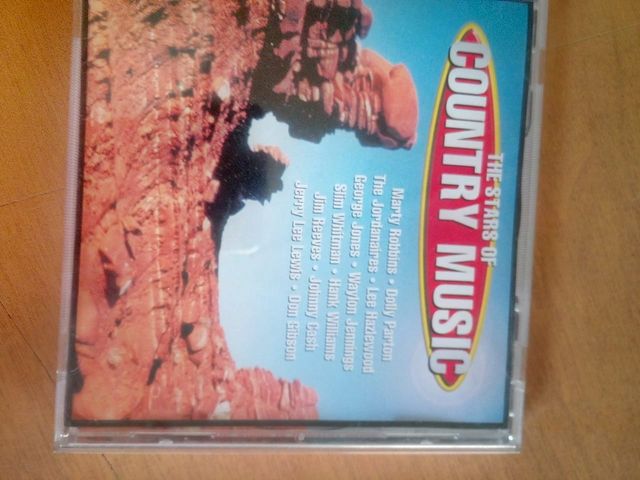 THE STARS OF
COUNTRY MUSIC
Marty Robbins • Dolly Parton
The Jordanaires • Lee Hazlewood
George Jones • Waylon Jennings
Slim Whitman • Hank Williams
Jim Reeves • Johnny Cash
Jerry Lee Lewis • Don Gibson